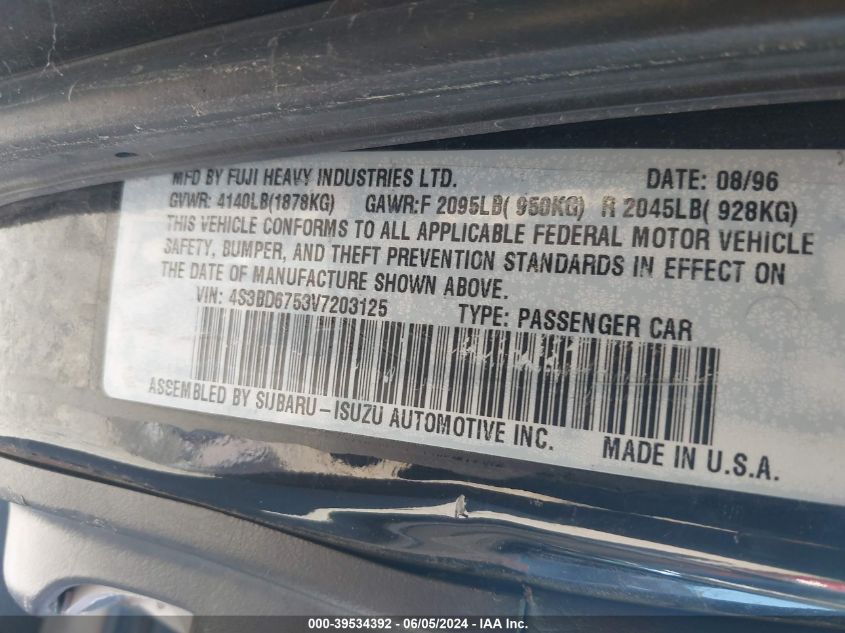 MFD BY FUJI HEAVY INDUSTRIES LTD. DATE: 08/96
GVWR: 4140LB(1878KG) GAWR:F 2095LB( 950KG) R 2045LB( 928KG)
THIS VEHICLE CONFORMS TO ALL APPLICABLE FEDERAL MOTOR VEHICLE
SAFETY, BUMPER, AND THEFT PREVENTION STANDARDS IN EFFECT ON
THE DATE OF MANUFACTURE SHOWN ABOVE.
VIN: 4S3BD6753V7203125 TYPE: PASSENGER CAR
ASSEMBLED BY SUBARU-ISUZU AUTOMOTIVE INC. MADE IN U.S.A.
000-39534392 - 06/05/2024 - IAA Inc.